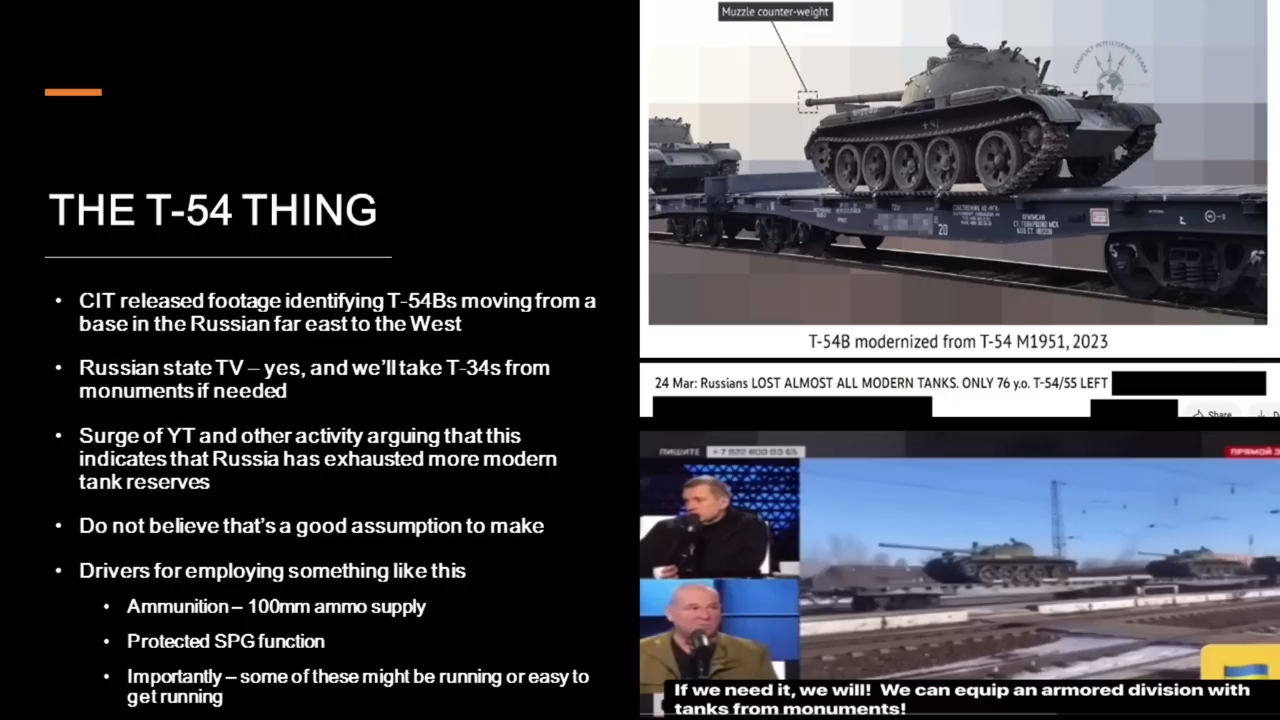 THE T-54 THING
• CIT released footage identifying T-54Bs moving from a
base in the Russian far east to the West
• Russian state TV – yes, and we'll take T-34s from
monuments if needed
• Surge of YT and other activity arguing that this
indicates that Russia has exhausted more modern
tank reserves
• Do not believe that's a good assumption to make
• Drivers for employing something like this
• Ammunition – 100mm ammo supply
• Protected SPG function
• Importantly – some of these might be running or easy to
get running
Muzzle counter-weight
20
T-54B modernized from T-54 M1951, 2023
24 Mar: Russians LOST ALMOST ALL MODERN TANKS. ONLY 76 y.o. T-54/55 LEFT
Share
ПИШИТЕ
ПРЯМОЙ
If we need it, we will! We can equip an armored division with
tanks from monuments!